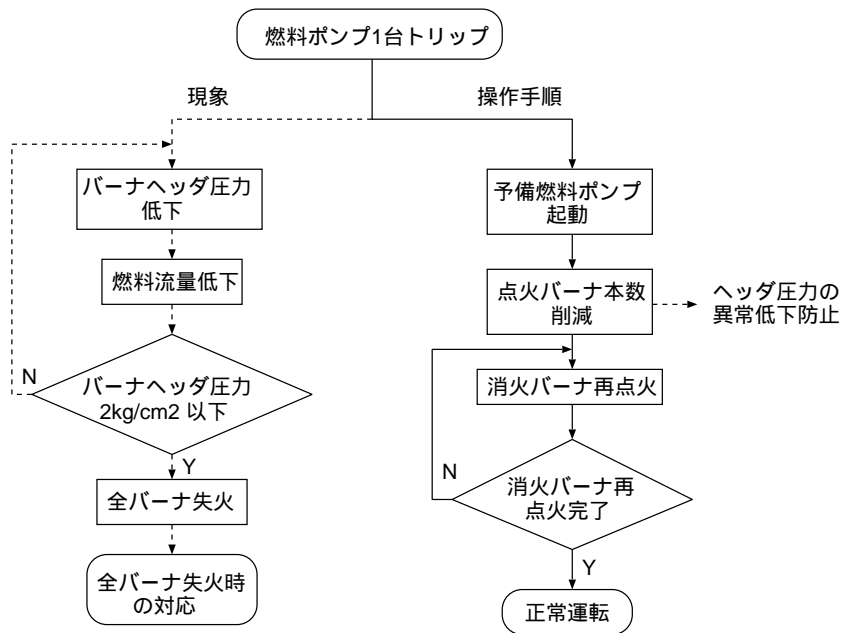 燃料ポンプ1台トリップ
現象
操作手順
バーナヘッダ圧力
低下
燃料流量低下
N
バーナヘッダ圧力
2kg/cm2 以下
Y
全バーナ失火
全バーナ失火時
の対応
予備燃料ポンプ
起動
点火バーナ本数
削減
ヘッダ圧力の
異常低下防止
消火バーナ再点火
N
消火バーナ再
点火完了
Y
正常運転